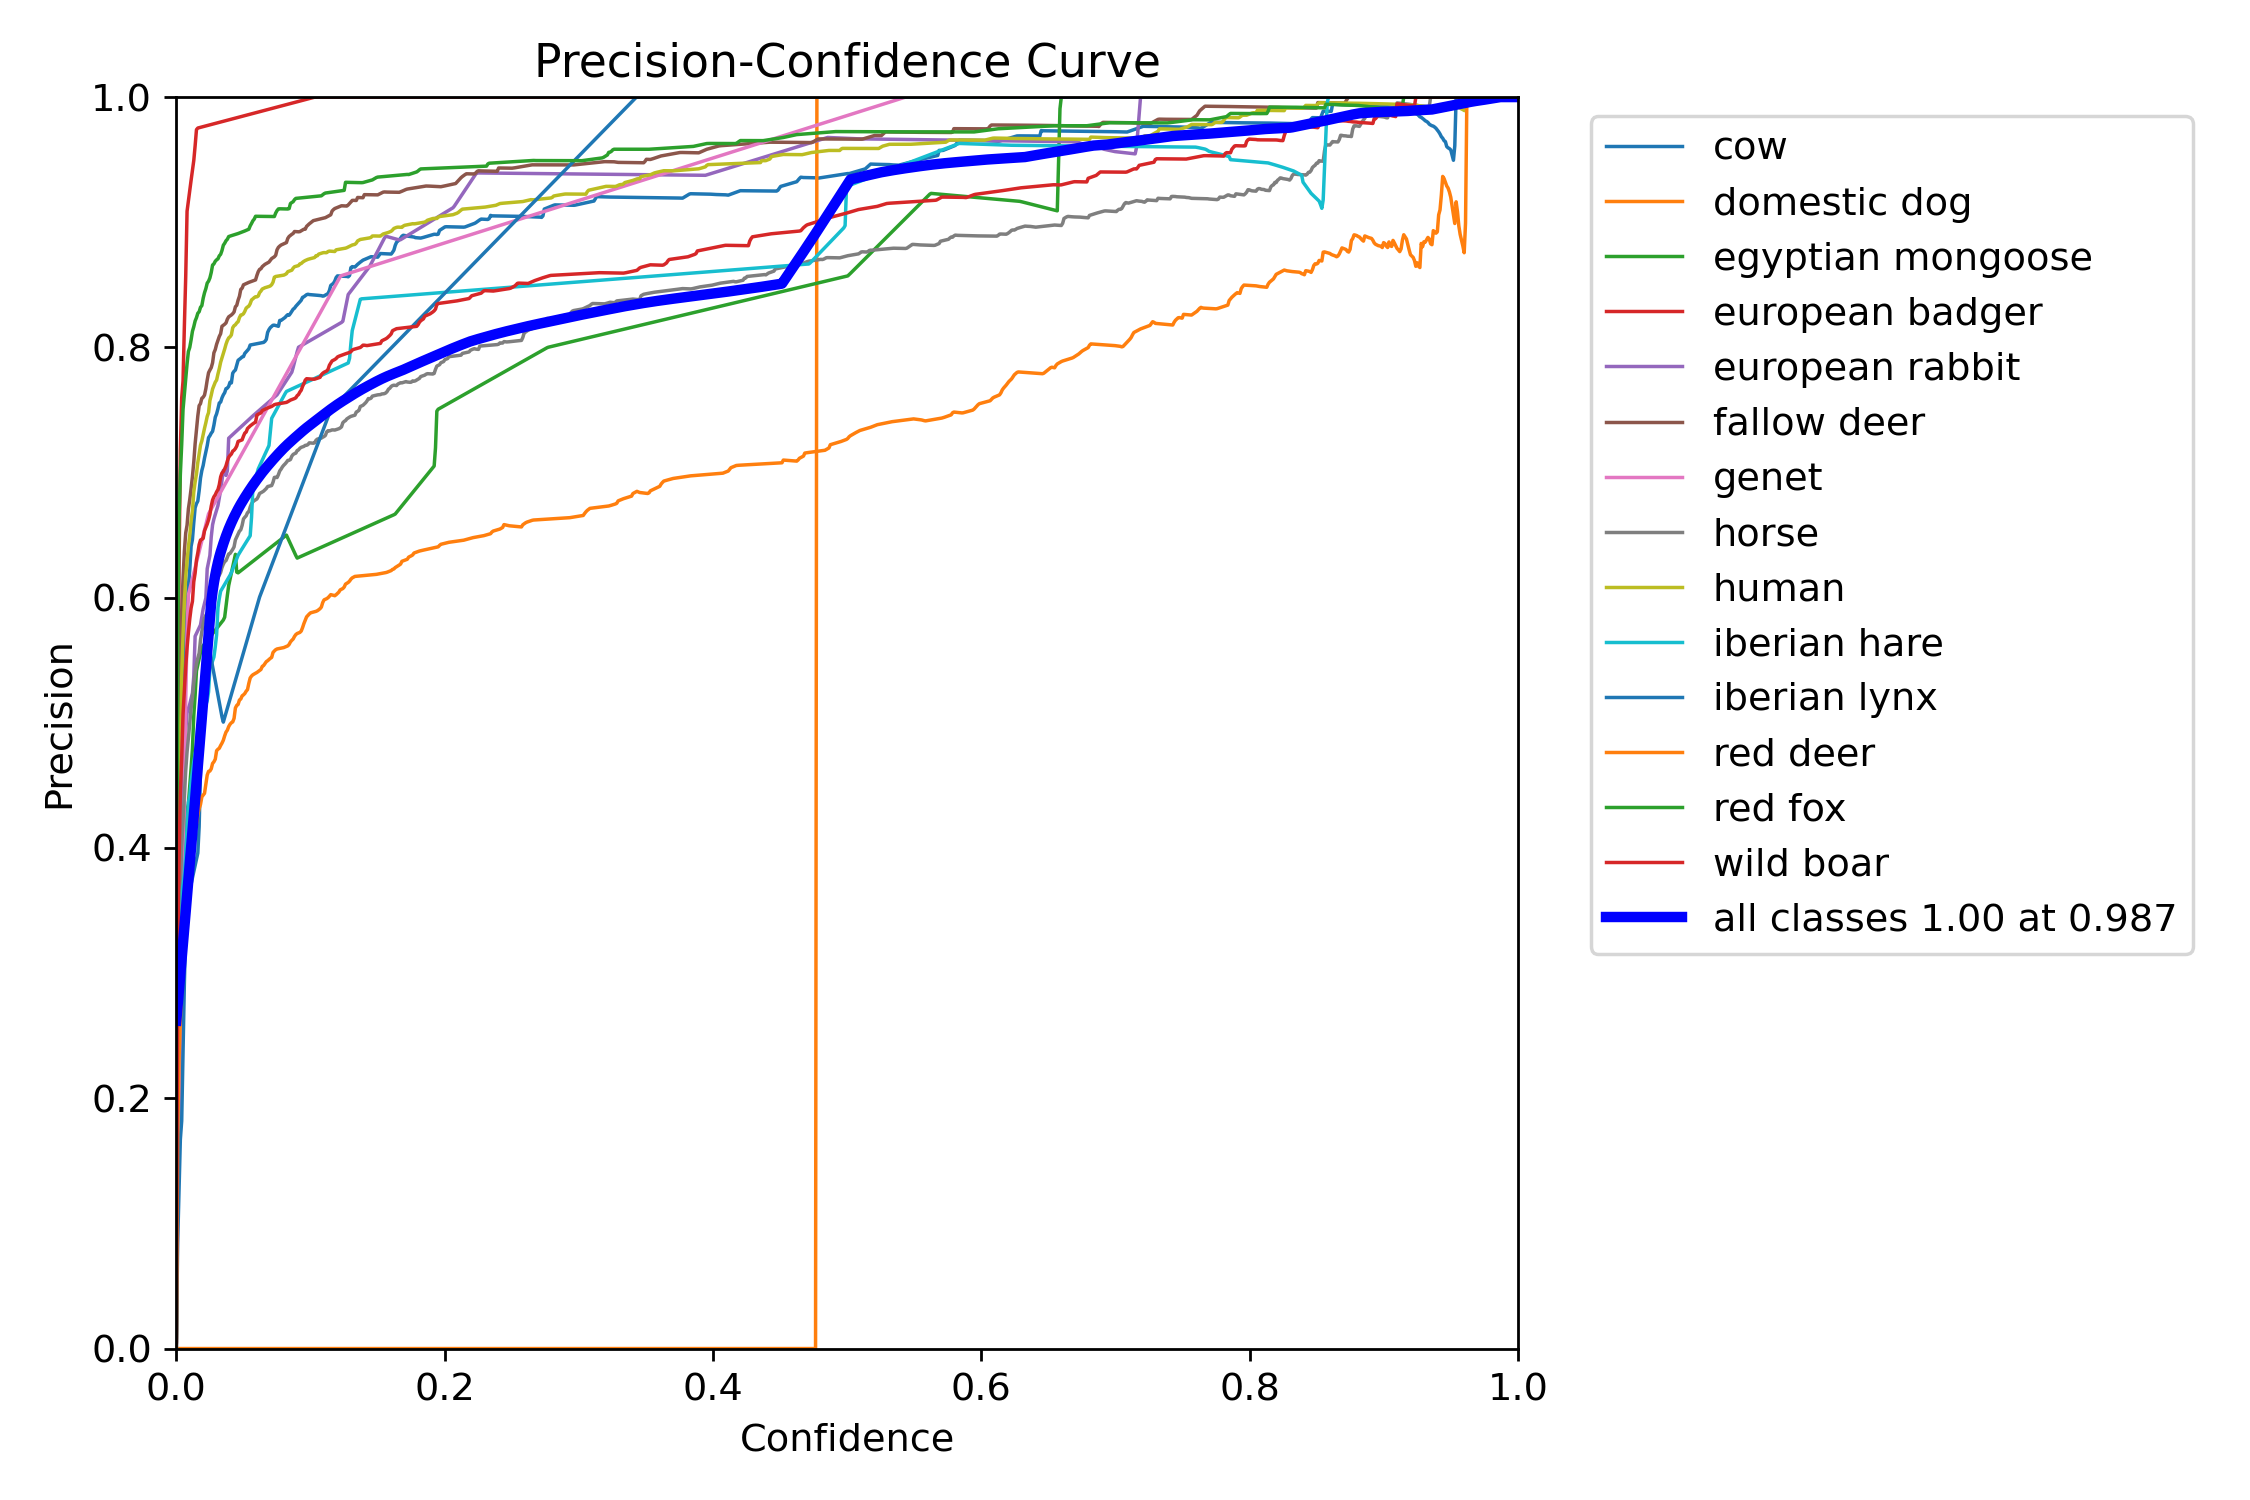 Precision-Confidence Curve
1.0
0.8
0.6
0.4
0.2
0.0
Precision
0.0 0.2 0.4 0.6 0.8 1.0
Confidence
cow
domestic dog
egyptian mongoose
european badger
european rabbit
fallow deer
genet
horse
human
iberian hare
iberian lynx
red deer
red fox
wild boar
all classes 1.00 at 0.987